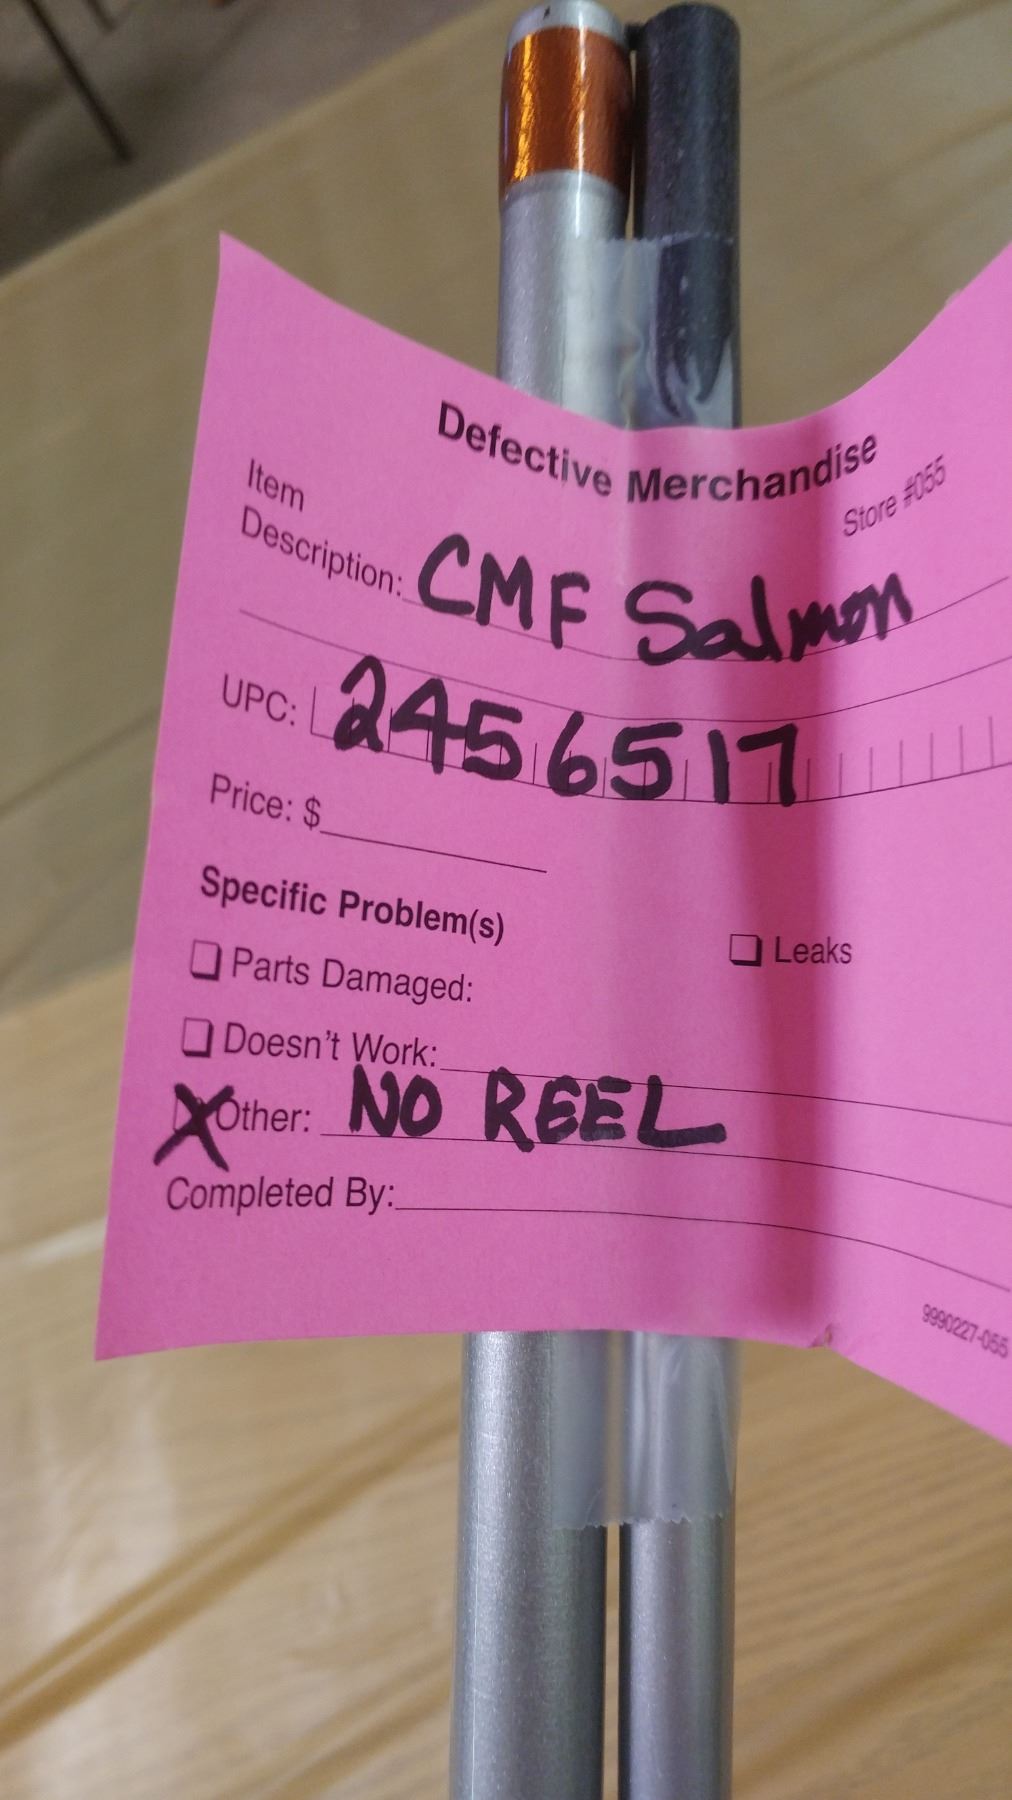 Defective Merchandise
Store #055
Item
Description: CMF Salmon
UPC: 2456517
Price: $
Specific Problem(s)
❏ Leaks
❏ Parts Damaged:
❏ Doesn't Work:
X Other: NO REEL
Completed By:
9990227-055